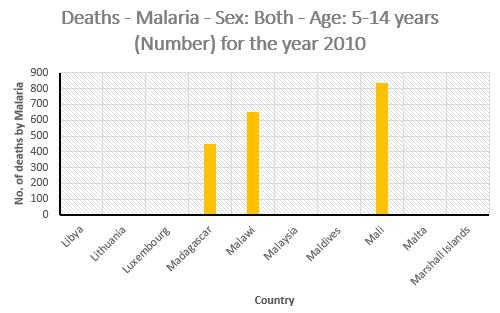 Deaths - Malaria - Sex: Both - Age: 5-14 years
(Number) for the year 2010
No. of deaths by Malaria
900
800
700
600
500
400
300
200
100
0
Libya
Lithuania
Luxembourg
Madagascar
Malawi
Malaysia
Maldives
Mali
Malta
Marshall Islands
Country